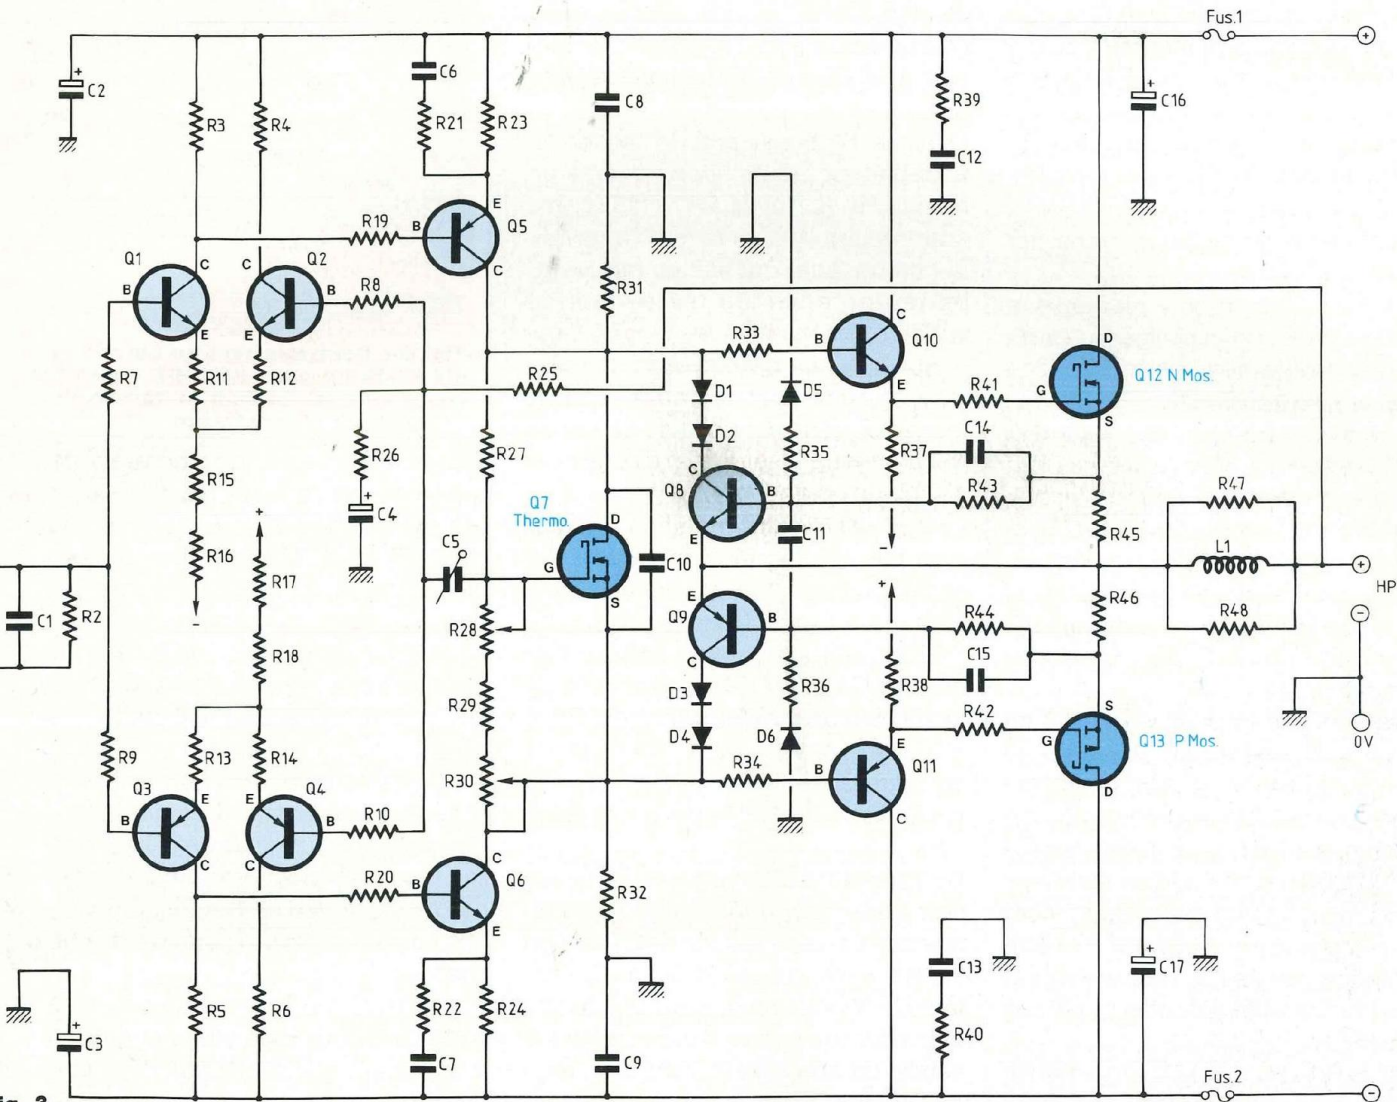 Fus.1
+
C2
+
C6
C8
R3
R4
R21
R23
R39
C16
+
C12
R19
B
E
Q5
C
Q1
C
C
Q2
B
B
R8
E
E
R31
R33
B
C
Q10
E
R7
R11
R12
R25
D1
D5
R41
D
Q12 N Mos.
G
S
C14
R26
R27
D2
R35
R37
R43
R47
R15
C
Q8
B
E
Q7
Thermo.
D
+
C4
+
C11
R45
L1
R16
R17
C5
G
C10
S
-
+
+
HP
C1
R2
R28
E
Q9
B
C
R44
R46
R48
-
R18
C15
R29
D3
R36
R38
S
R13
R14
D4
D6
R42
G
Q13 P Mos.
D
0V
R9
R30
R34
E
B
Q11
C
Q3
E
E
Q4
B
B
R10
C
C
C
R20
B
Q6
E
R32
C13
+
C17
R5
R6
R22
R24
R40
+
C3
C7
C9
Fus.2
-